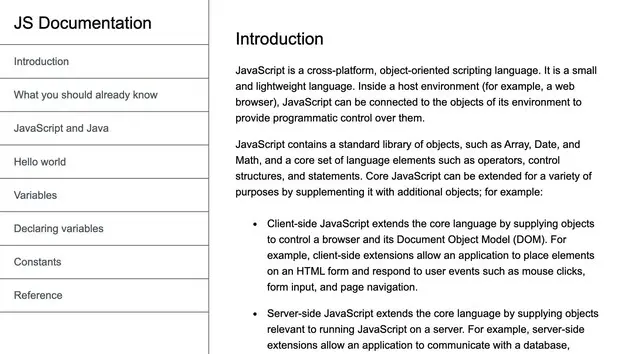 JS Documentation
Introduction
What you should already know
JavaScript and Java
Hello world
Variables
Declaring variables
Constants
Reference
Introduction
JavaScript is a cross-platform, object-oriented scripting language. It is a small
and lightweight language. Inside a host environment (for example, a web
browser), JavaScript can be connected to the objects of its environment to
provide programmatic control over them.
JavaScript contains a standard library of objects, such as Array, Date, and
Math, and a core set of language elements such as operators, control
structures, and statements. Core JavaScript can be extended for a variety of
purposes by supplementing it with additional objects; for example:
• Client-side JavaScript extends the core language by supplying objects
to control a browser and its Document Object Model (DOM). For
example, client-side extensions allow an application to place elements
on an HTML form and respond to user events such as mouse clicks,
form input, and page navigation.
• Server-side JavaScript extends the core language by supplying objects
relevant to running JavaScript on a server. For example, server-side
extensions allow an application to communicate with a database,